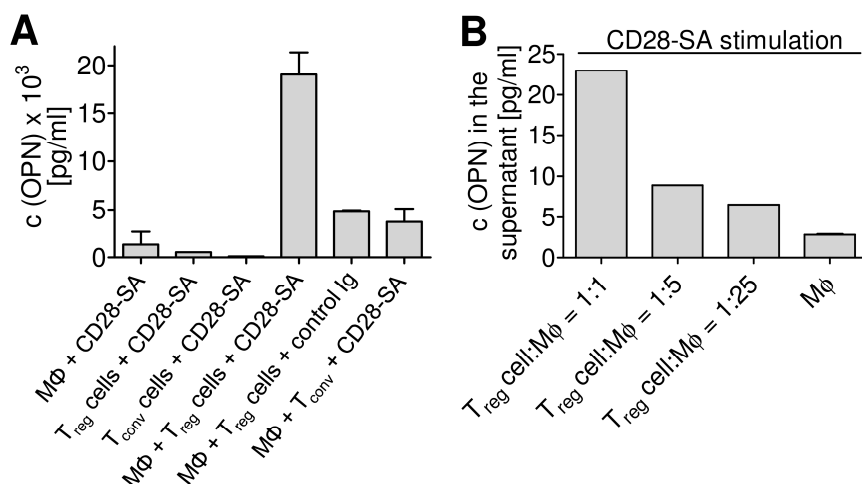 A
c (OPN) x 10³
[pg/ml]
20
15
10
5
0
MΦ + CD28-SA
Treg cells + CD28-SA
Tconv cells + CD28-SA
MΦ + Treg cells + CD28-SA
MΦ + Treg cells + control Ig
MΦ + Tconv + CD28-SA
B
CD28-SA stimulation
c (OPN) in the
supernatant [pg/ml]
25
20
15
10
5
0
Treg cell:Mϕ = 1:1
Treg cell:Mϕ = 1:5
Treg cell:Mϕ = 1:25
Mϕ